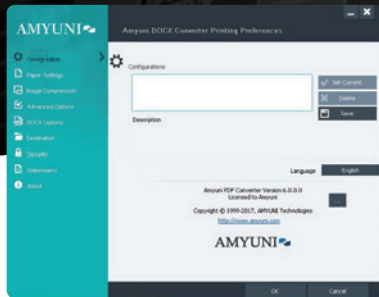 AMYUNI
Amyuni DOCX Converter Printing Preferences
Configuration
Paper Settings
Image Compression
Advanced Options
DOCX Options
Destination
Security
Watermarks
About
Configurations
Set Current
Delete
Save
Description
Language
English
Amyuni PDF Converter Version 6.0.0.0
Licensed to Amyuni
...
Copyright © 1999-2017, AMYUNI Technologies
http://www.amyuni.com
AMYUNI
OK
Cancel